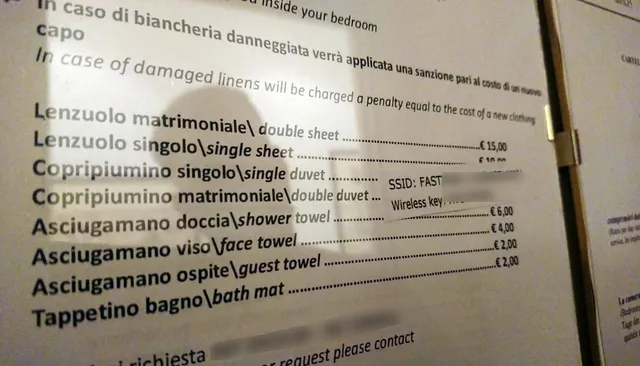 inside your bedroom
In caso di biancheria danneggiata verrà applicata una sanzione pari al costo di un nuovo
capo
In case of damaged linens will be charged a penalty equal to the cost of a new clothing
Lenzuolo matrimoniale\ double sheet ........ € 15,00
Lenzuolo singolo\single sheet ........ € 10,00
Copripiumino singolo\single duvet ........
Copripiumino matrimoniale\double duvet ...
SSID: FAST
Wireless key:
Asciugamano doccia\shower towel ........ € 6,00
Asciugamano viso\face towel ........ € 4,00
Asciugamano ospite\guest towel ........ € 2,00
Tappetino bagno\bath mat ........ € 2,00
richiesta
request please contact